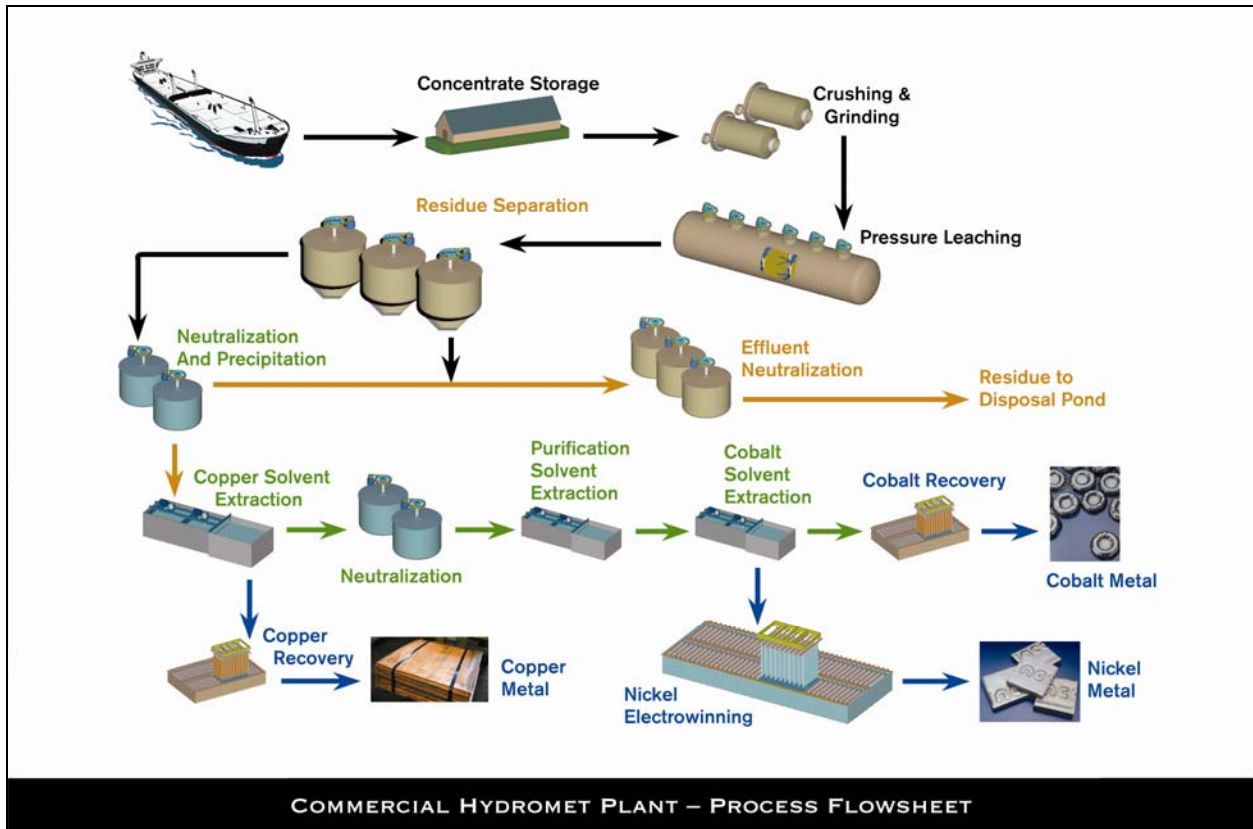 Concentrate Storage
Crushing &
Grinding
Residue Separation
Pressure Leaching
Neutralization
And Precipitation
Effluent
Neutralization
Residue to
Disposal Pond
Copper Solvent
Extraction
Neutralization
Purification
Solvent
Extraction
Cobalt
Solvent
Extraction
Cobalt Recovery
Cobalt Metal
Copper
Recovery
Copper
Metal
Nickel
Electrowinning
Nickel
Metal
COMMERCIAL HYDROMET PLANT – PROCESS FLOWSHEET